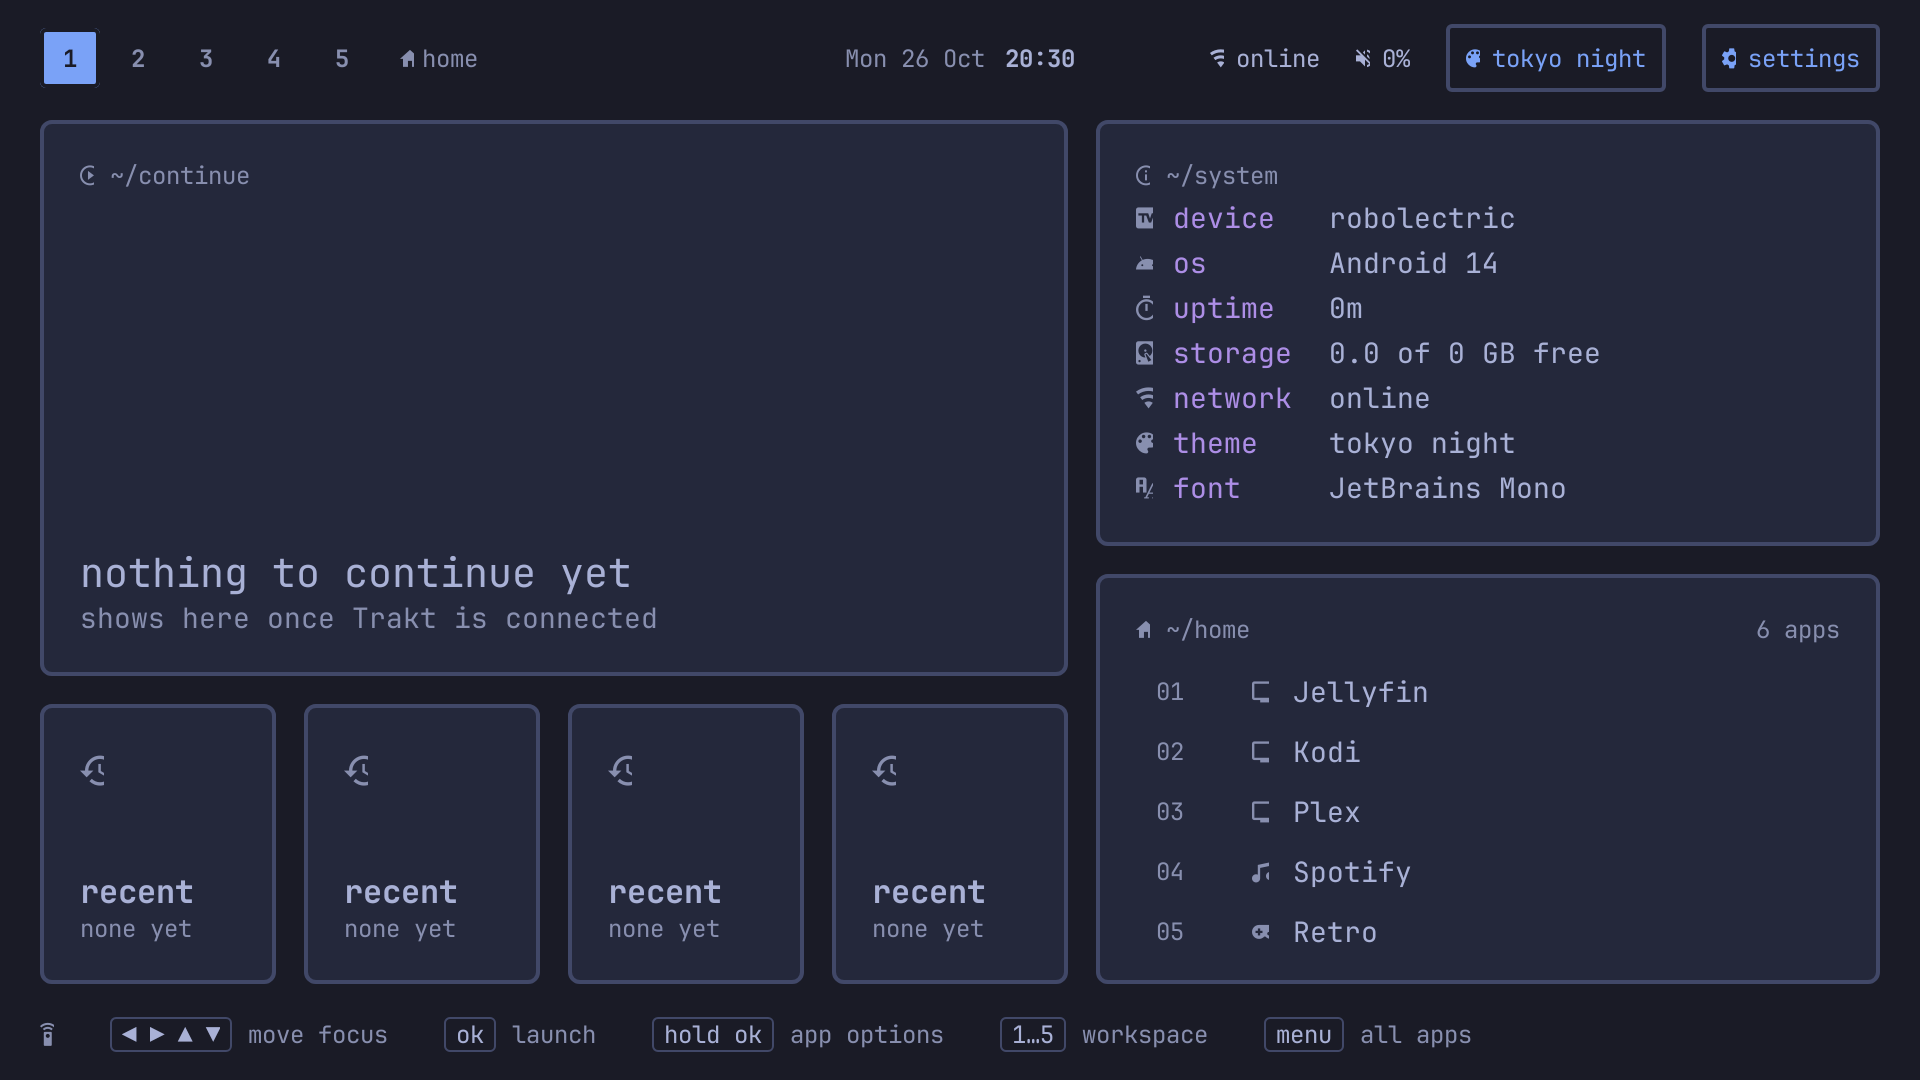 1 2 3 4 5 home Mon 26 Oct 20:30 online 0% tokyo night settings
~/continue
nothing to continue yet
shows here once Trakt is connected
recent
none yet
recent
none yet
recent
none yet
recent
none yet
~/system
device robolectric
os Android 14
uptime 0m
storage 0.0 of 0 GB free
network online
theme tokyo night
font JetBrains Mono
~/home 6 apps
01 Jellyfin
02 Kodi
03 Plex
04 Spotify
05 Retro
◀ ▶ ▲ ▼ move focus ok launch hold ok app options 1…5 workspace menu all apps